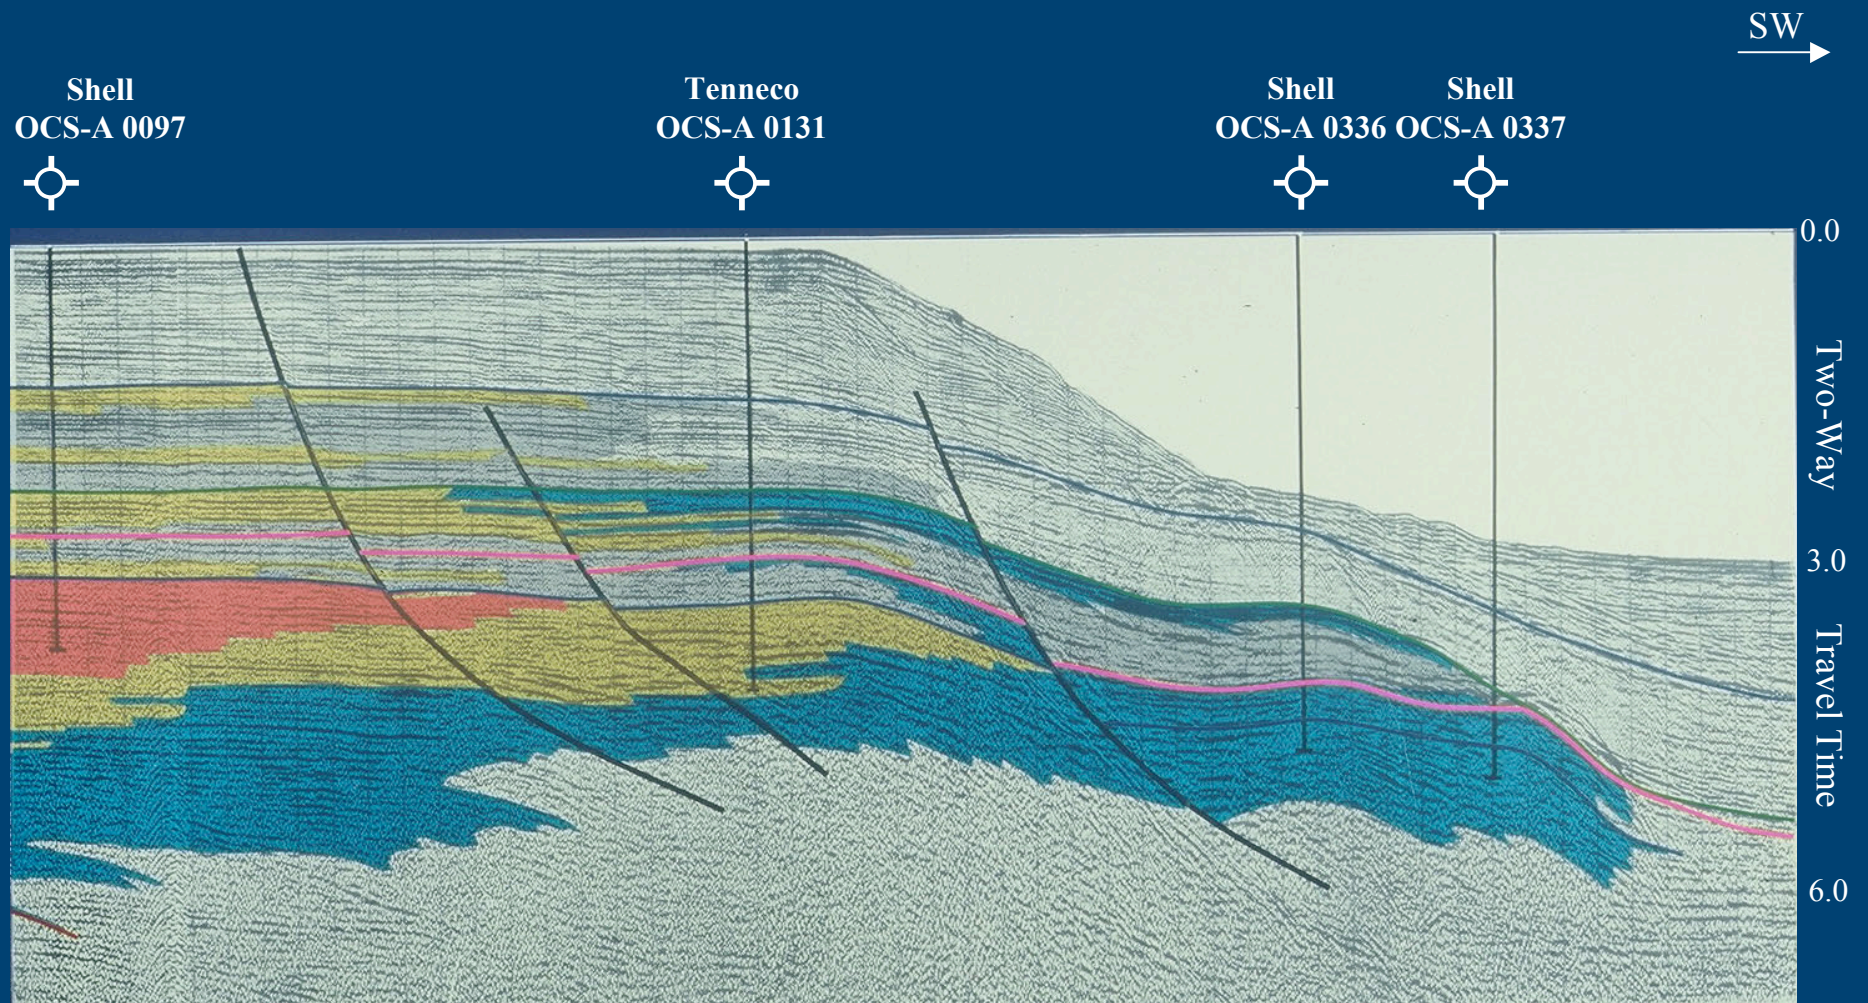 SW
Shell
OCS-A 0097
Tenneco
OCS-A 0131
Shell
OCS-A 0336
Shell
OCS-A 0337
0.0
Two-Way
3.0
Travel Time
6.0